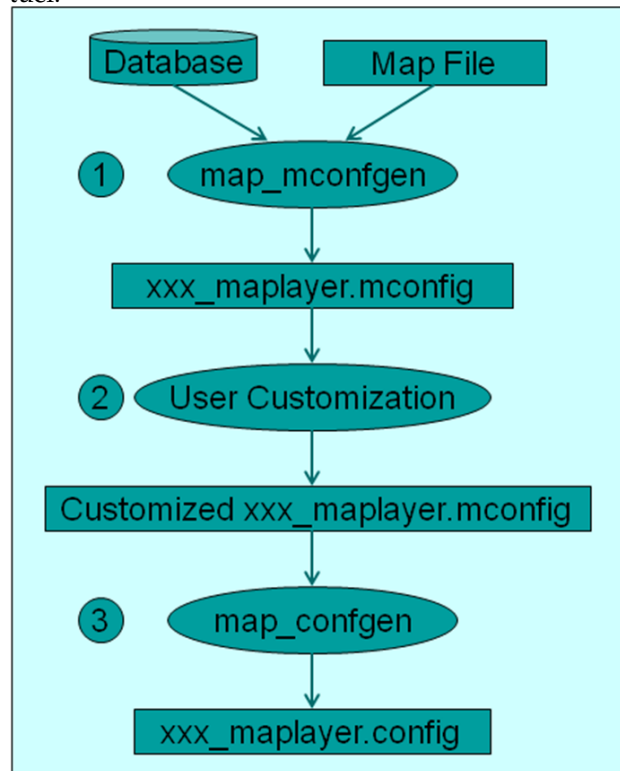 Database
Map File
1
map_mconfgen
xxx_maplayer.mconfig
2
User Customization
Customized xxx_maplayer.mconfig
3
map_confgen
xxx_maplayer.config